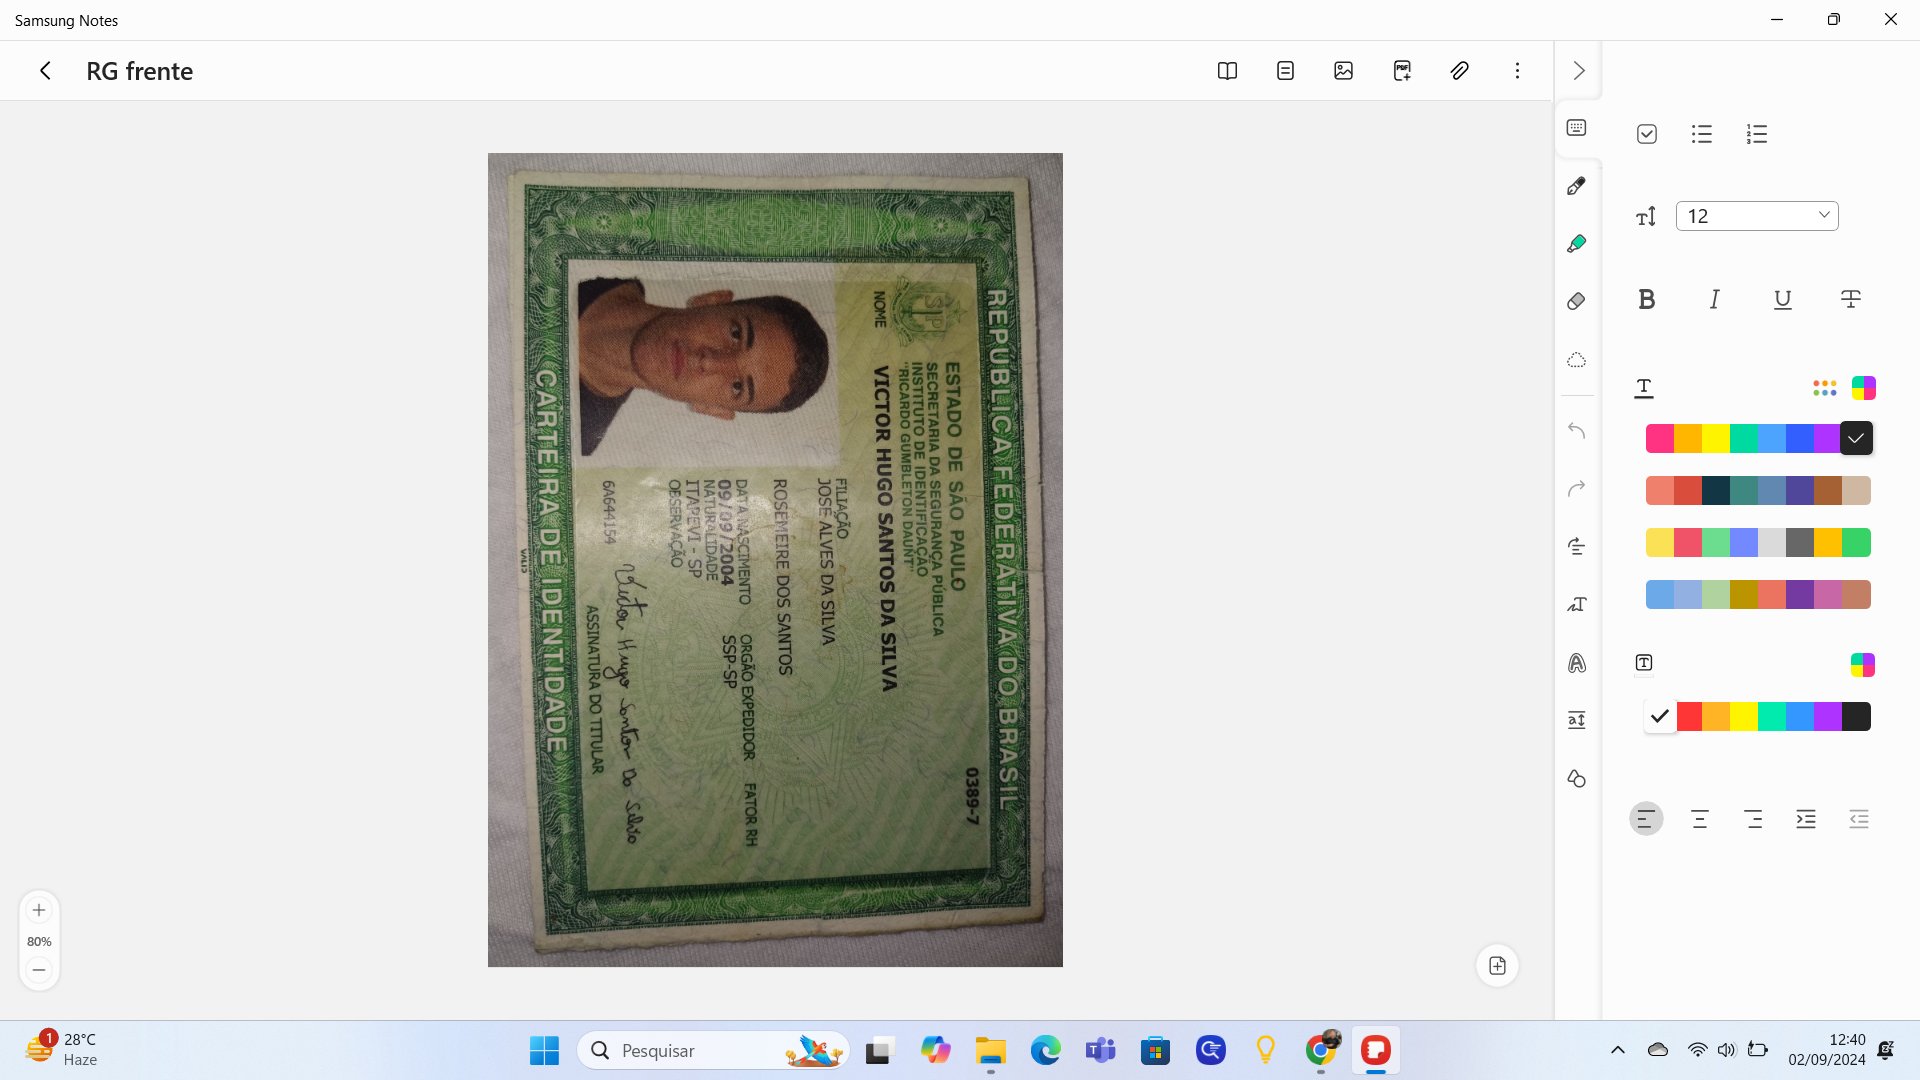 Samsung Notes
RG frente
REPÚBLICA FEDERATIVA DO BRASIL
0389-7
ESTADO DE SÃO PAULO
SECRETARIA DA SEGURANÇA PÚBLICA
INSTITUTO DE IDENTIFICAÇÃO
"RICARDO GUMBLETON DAUNT"
NOME
VICTOR HUGO SANTOS DA SILVA
FILIAÇÃO
JOSE ALVES DA SILVA
ROSEMEIRE DOS SANTOS
DATA NASCIMENTO ORGÃO EXPEDIDOR FATOR RH
09/09/2004 SSP-SP
NATURALIDADE
ITAPEVI - SP
OBSERVAÇÃO
6A644154
Victor Hugo Santos Da Silva
ASSINATURA DO TITULAR
CARTEIRA DE IDENTIDADE
12
B I U T
T
T
80%
1
28°C
Haze
Pesquisar
12:40
02/09/2024